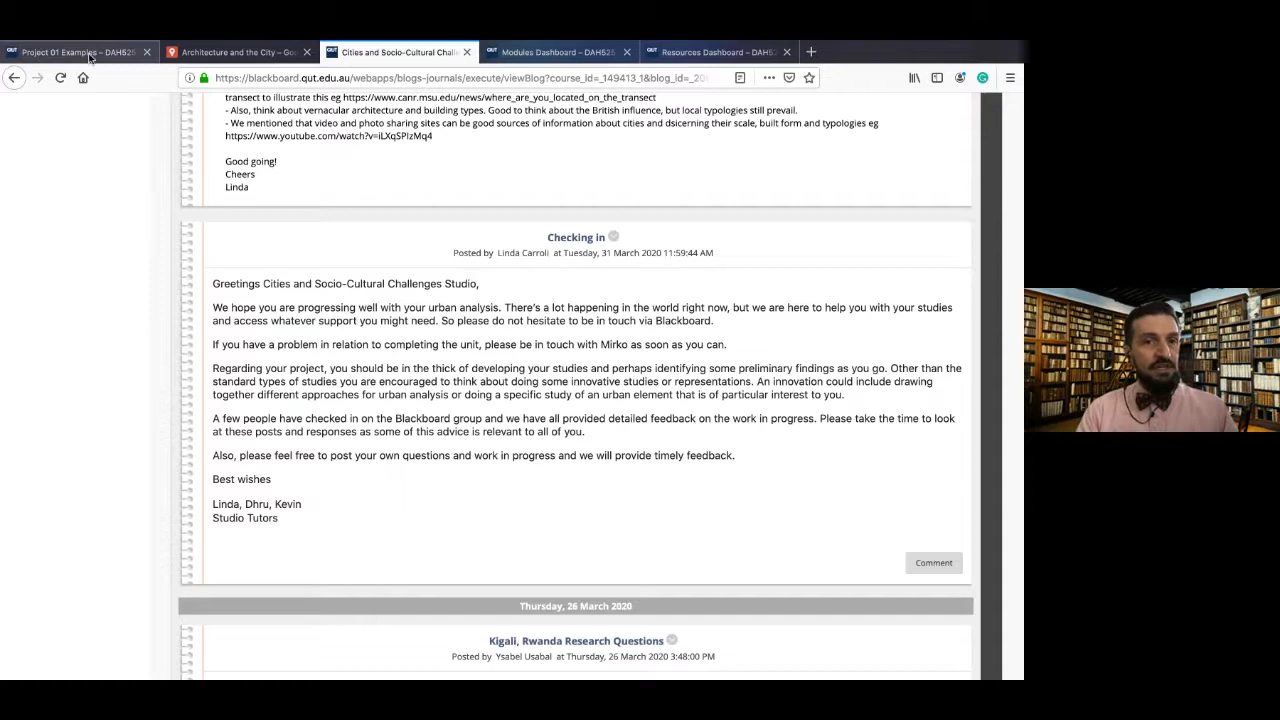 QUT Project 01 Examples – DAH525
Architecture and the City – Goo
QUT Cities and Socio-Cultural Challe
QUT Modules Dashboard – DAH525
QUT Resources Dashboard – DAH52
https://blackboard.qut.edu.au/webapps/blogs-journals/execute/viewBlog?course_id=_149413_1&blog_id=_20
transect to illustrate this eg https://www.canr.msu.edu/news/where_are_you_located_on_the_transect
- Also, think about vernacular architecture and building types. Good to think about the British influence, but local typologies still prevail.
- We mentioned that video and photo sharing sites can be good sources of information about cities and dsicerning their scale, built form and typologies eg
https://www.youtube.com/watch?v=iLXqSPIzMq4
Good going!
Cheers
Linda
Checking in
Posted by Linda Carroli at Tuesday, 31 March 2020 11:59:44 AM
Greetings Cities and Socio-Cultural Challenges Studio,
We hope you are progressing well with your urban analysis. There's a lot happening in the world right now, but we are here to help you with your studies
and access whatever support you might need. So please do not hesitate to be in touch via Blackboard.
If you have a problem in relation to completing the unit, please be in touch with Mirko as soon as you can.
Regarding your project, you should be in the thick of developing your studies and perhaps identifying some preliminary findings as you go. Other than the
standard types of studies you are encouraged to think about doing some innovative studies or representations. An innovation could include drawing
together different approaches for urban analysis or doing a specific study of an urban element that is of particular interest to you.
A few people have checked in on the Blackboard group and we have all provided detailed feedback on the work in progress. Please take the time to look
at these posts and responses as some of this advice is relevant to all of you.
Also, please feel free to post your own questions and work in progress and we will provide timely feedback.
Best wishes
Linda, Dhru, Kevin
Studio Tutors
Comment
Thursday, 26 March 2020
Kigali, Rwanda Research Questions
Posted by Ysabel Usabal at Thursday, 26 March 2020 3:48:00 PM